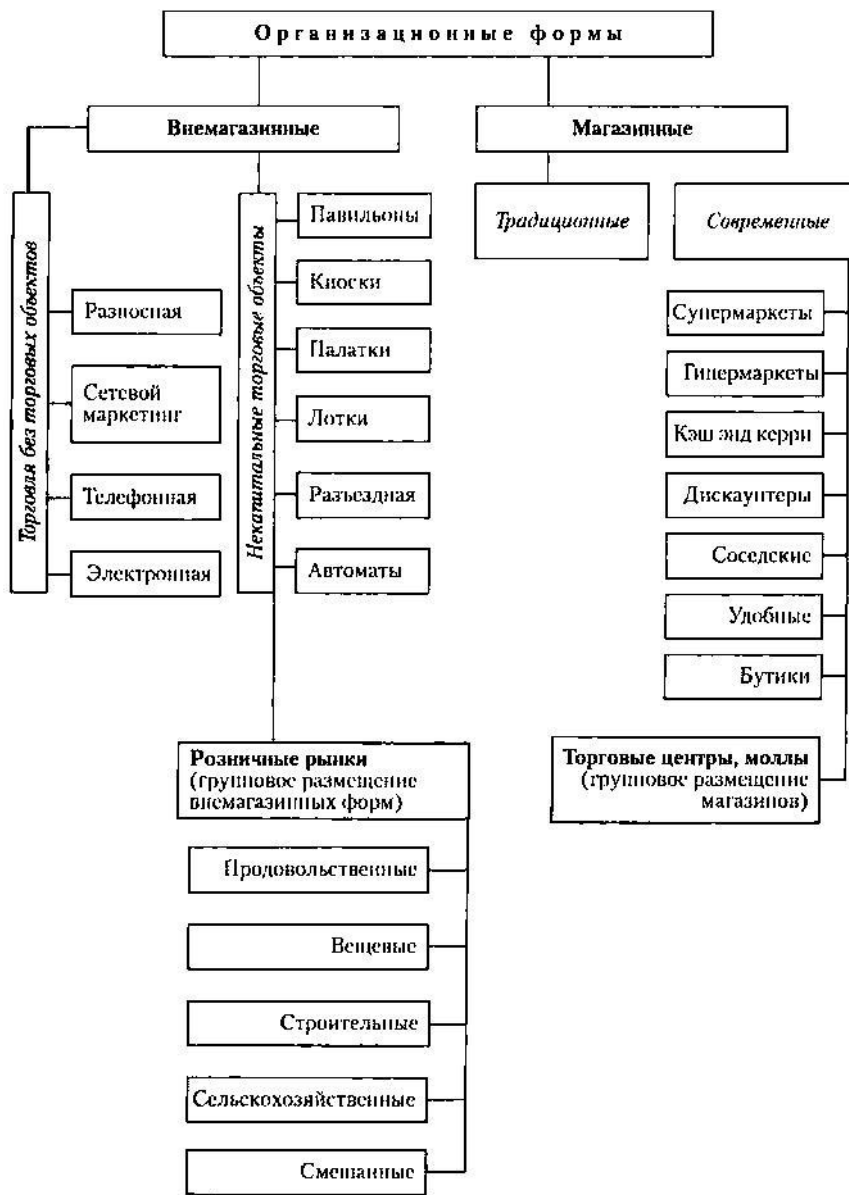 Организационные формы
Внемагазинные
Магазинные
Торговля без торговых объектов
Разносная
Сетевой
маркетинг
Телефонная
Электронная
Некапитальные торговые объекты
Павильоны
Киоски
Палатки
Лотки
Разъездная
Автоматы
Традиционные
Современные
Супермаркеты
Гипермаркеты
Кэш энд керри
Дискаунтеры
Соседские
Удобные
Бутики
Розничные рынки
(групповое размещение
внемагазинных форм)
Торговые центры, моллы
(групповое размещение
магазинов)
Продовольственные
Вещевые
Строительные
Сельскохозяйственные
Смешанные